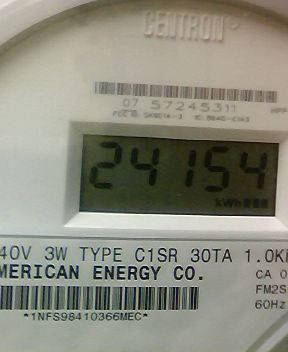 CENTRON®
07 57245311
24154
kWh
40V 3W TYPE C1SR 30TA 1.0K
MERICAN ENERGY CO.
CA 0
FM2S
60Hz
*1NFS98410366MEC*